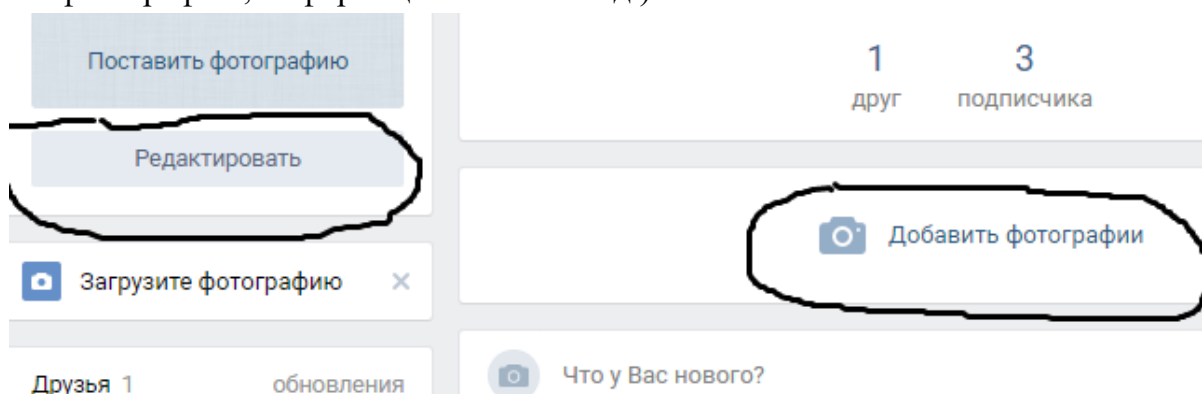 Поставить фотографию
Редактировать
Загрузите фотографию
Друзья 1 обновления
1 3
друг подписчика
Добавить фотографии
Что у Вас нового?